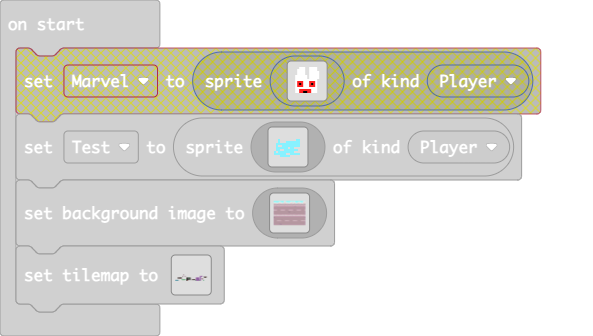 on start
set Marvel to sprite of kind Player
set Test to sprite of kind Player
set background image to
set tilemap to